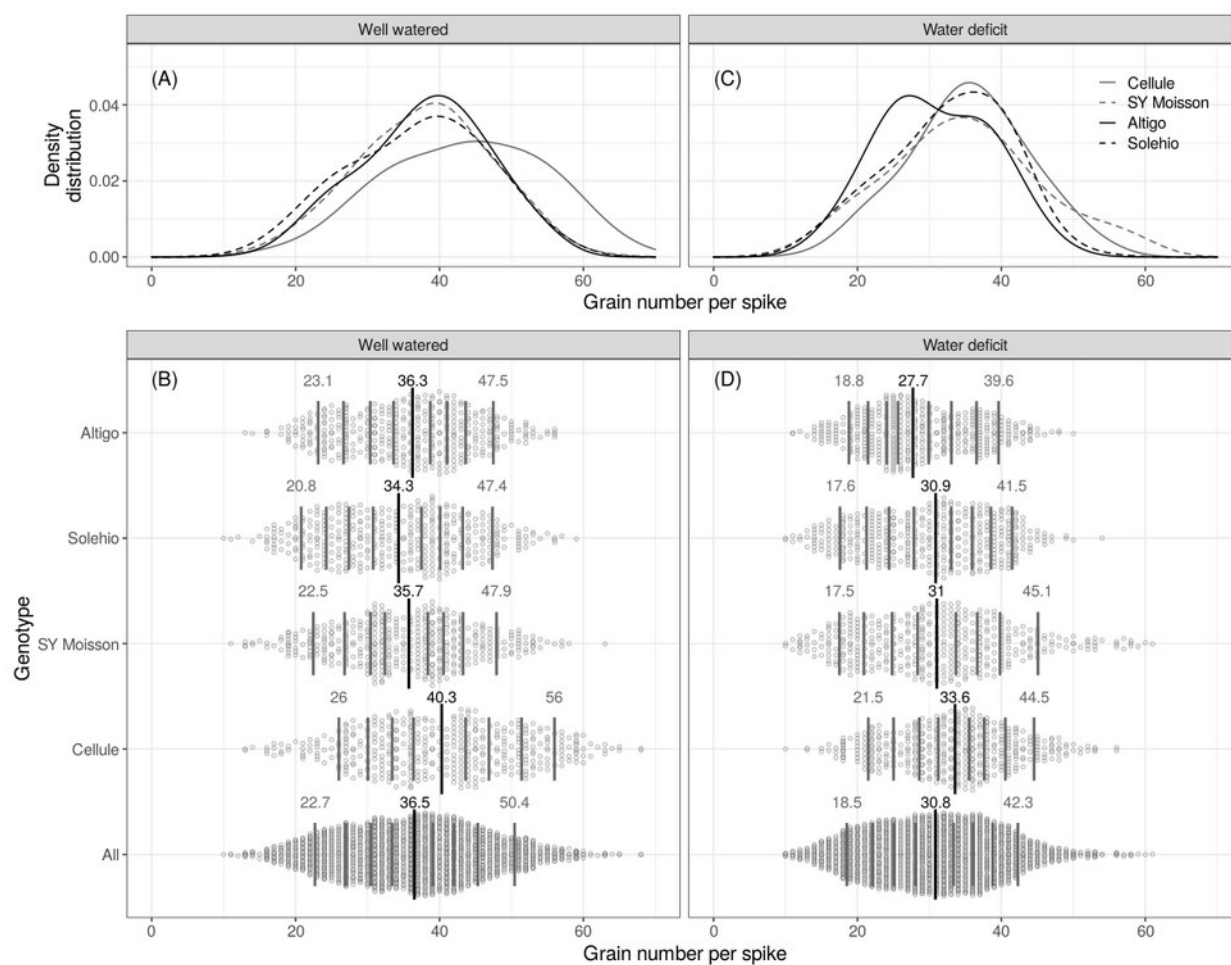 Well watered
Water deficit
(A)
(C)
Cellule
SY Moisson
Altigo
Solehio
Density
distribution
0.04
0.02
0.00
0 20 40 60
0 20 40 60
Grain number per spike
Well watered
Water deficit
(B)
(D)
Genotype
Altigo
23.1 36.3 47.5
18.8 27.7 39.6
Solehio
20.8 34.3 47.4
17.6 30.9 41.5
SY Moisson
22.5 35.7 47.9
17.5 31 45.1
Cellule
26 40.3 56
21.5 33.6 44.5
All
22.7 36.5 50.4
18.5 30.8 42.3
0 20 40 60
0 20 40 60
Grain number per spike